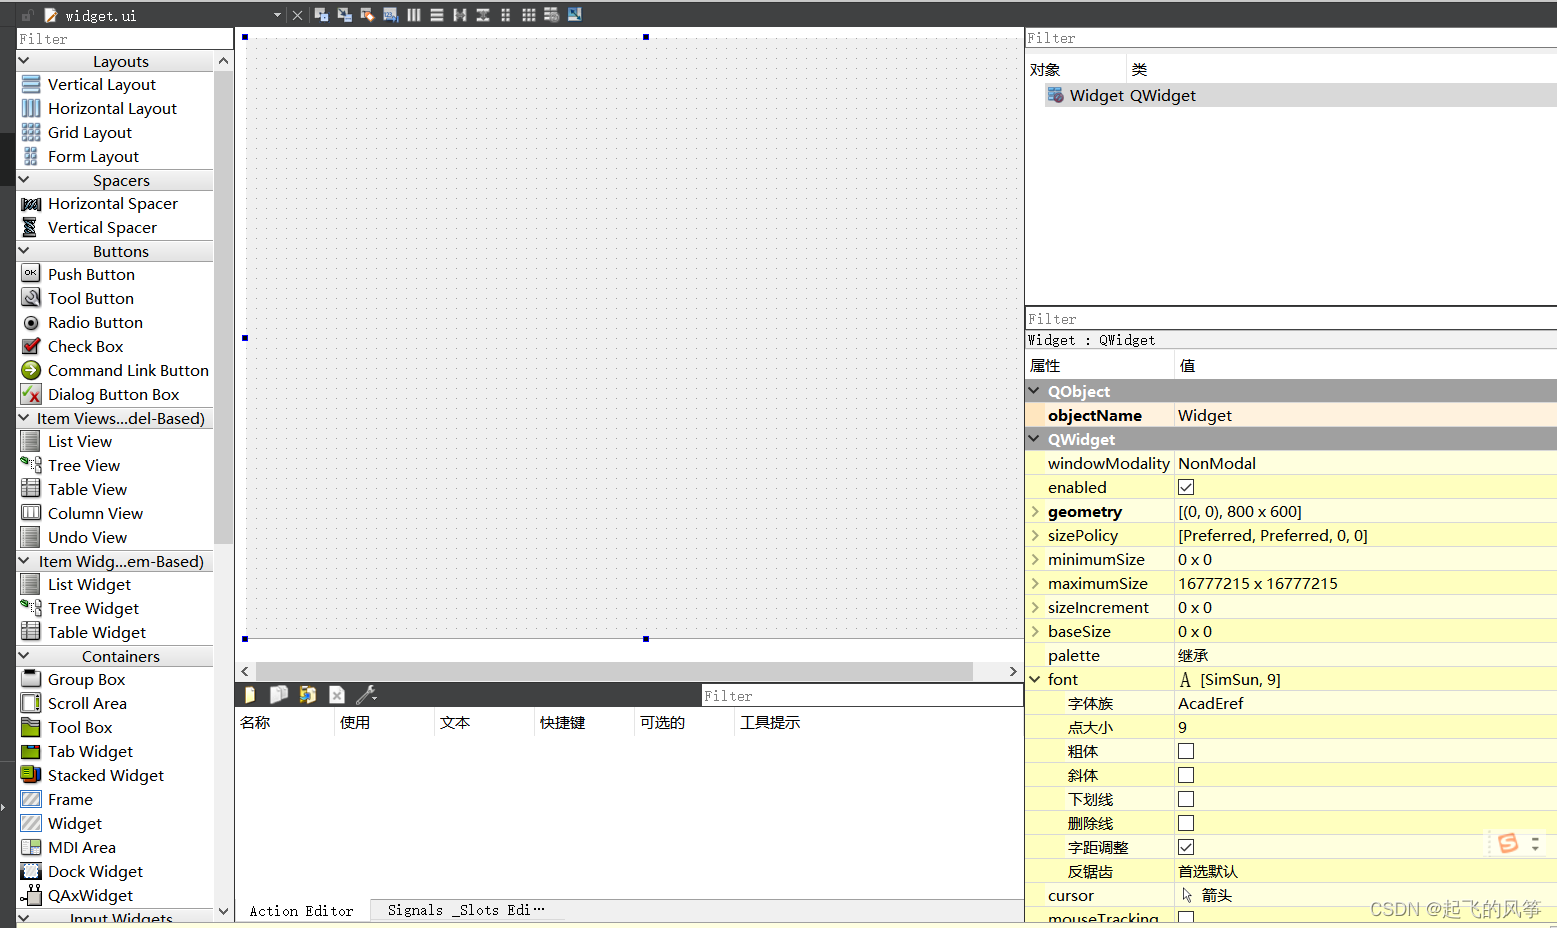 widget.ui
Filter
Layouts
Vertical Layout
Horizontal Layout
Grid Layout
Form Layout
Spacers
Horizontal Spacer
Vertical Spacer
Buttons
Push Button
Tool Button
Radio Button
Check Box
Command Link Button
Dialog Button Box
Item Views...del-Based)
List View
Tree View
Table View
Column View
Undo View
Item Widg...em-Based)
List Widget
Tree Widget
Table Widget
Containers
Group Box
Scroll Area
Tool Box
Tab Widget
Stacked Widget
Frame
Widget
MDI Area
Dock Widget
QAxWidget
Input Widgets
Filter
名称 使用 文本 快捷键 可选的 工具提示
Action Editor Signals _Slots Edi…
Filter
对象 类
Widget QWidget
Filter
Widget : QWidget
属性 值
QObject
objectName Widget
QWidget
windowModality NonModal
enabled
geometry [(0, 0), 800 x 600]
sizePolicy [Preferred, Preferred, 0, 0]
minimumSize 0 x 0
maximumSize 16777215 x 16777215
sizeIncrement 0 x 0
baseSize 0 x 0
palette 继承
font A [SimSun, 9]
字体族 AcadEref
点大小 9
粗体
斜体
下划线
删除线
字距调整
反锯齿 首选默认
cursor 箭头
mouseTracking
CSDN @起飞的风筝